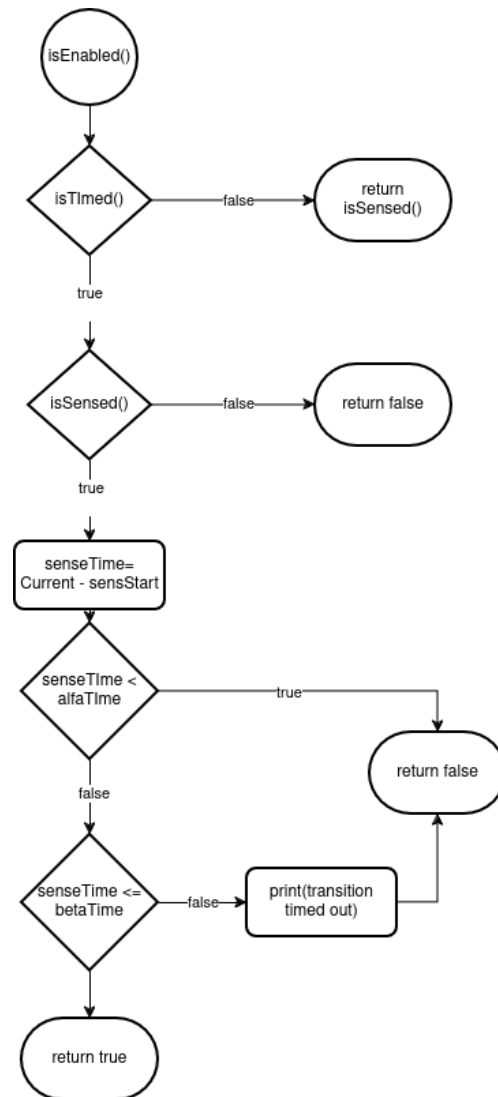 isEnabled()
isTImed()
false
return
isSensed()
true
isSensed()
false
return false
true
senseTime=
Current - sensStart
senseTIme <
alfaTIme
true
return false
false
senseTime <=
betaTime
false
print(transition
timed out)
return true